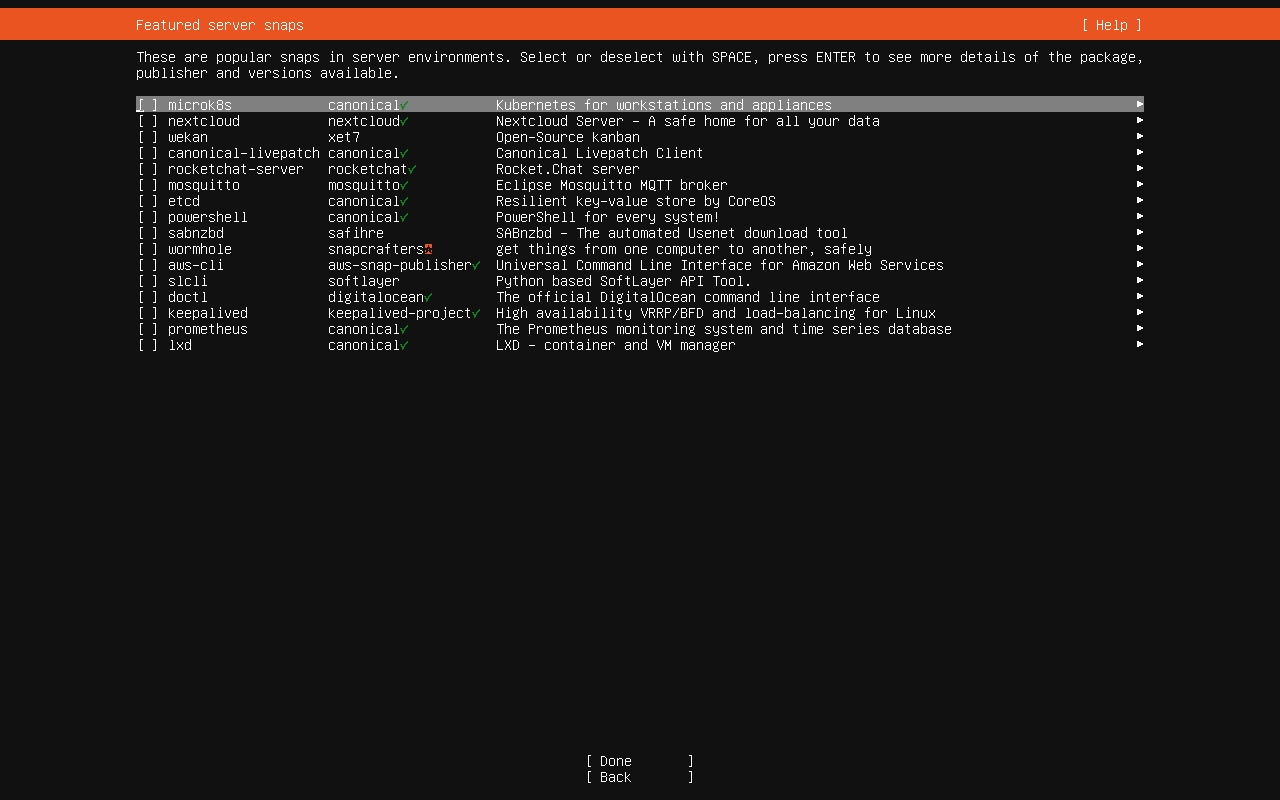 Featured server snaps [ Help ]
These are popular snaps in server environments. Select or deselect with SPACE, press ENTER to see more details of the package,
publisher and versions available.
[ ] microk8s canonical✓ Kubernetes for workstations and appliances ▸
[ ] nextcloud nextcloud✓ Nextcloud Server - A safe home for all your data ▸
[ ] wekan xet7 Open-Source kanban ▸
[ ] canonical-livepatch canonical✓ Canonical Livepatch Client ▸
[ ] rocketchat-server rocketchat✓ Rocket.Chat server ▸
[ ] mosquitto mosquitto✓ Eclipse Mosquitto MQTT broker ▸
[ ] etcd canonical✓ Resilient key-value store by CoreOS ▸
[ ] powershell canonical✓ PowerShell for every system! ▸
[ ] sabnzbd safihre SABnzbd - The automated Usenet download tool ▸
[ ] wormhole snapcrafters get things from one computer to another, safely ▸
[ ] aws-cli aws-snap-publisher✓ Universal Command Line Interface for Amazon Web Services ▸
[ ] slcli softlayer Python based SoftLayer API Tool. ▸
[ ] doctl digitalocean✓ The official DigitalOcean command line interface ▸
[ ] keepalived keepalived-project✓ High availability VRRP/BFD and load-balancing for Linux ▸
[ ] prometheus canonical✓ The Prometheus monitoring system and time series database ▸
[ ] lxd canonical✓ LXD - container and VM manager ▸
[ Done ]
[ Back ]